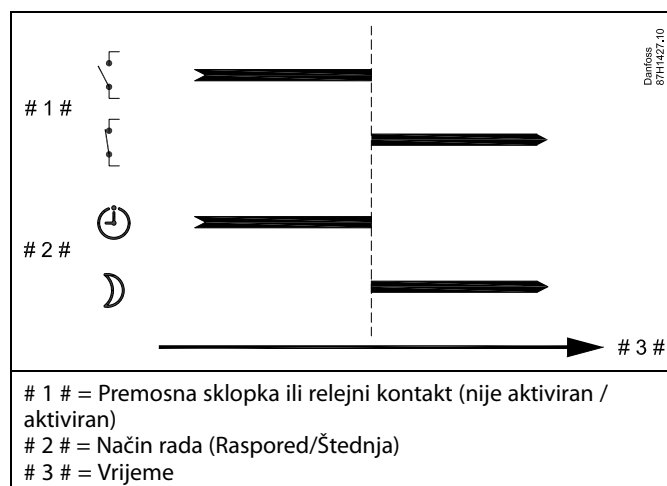 Danfoss
87H1427.10
# 1 #
# 2 #
# 3 #
# 1 # = Premosna sklopka ili relejni kontakt (nije aktiviran /
aktiviran)
# 2 # = Način rada (Raspored/Štednja)
# 3 # = Vrijeme